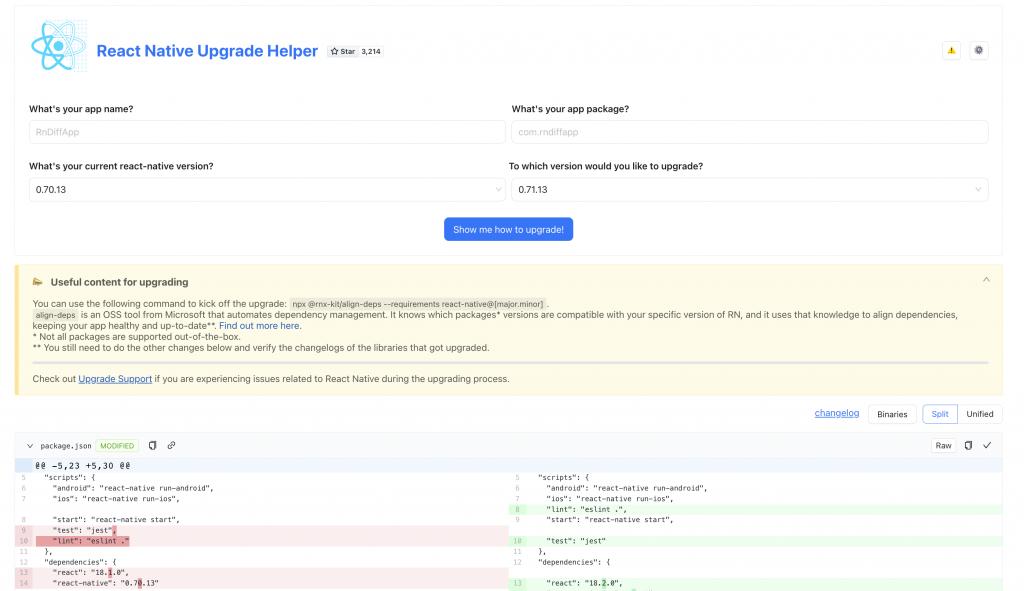 React Native Upgrade Helper
Star 3,214
What's your app name?
What's your app package?
RnDiffApp
com.rndiffapp
What's your current react-native version?
To which version would you like to upgrade?
0.70.13
0.71.13
Show me how to upgrade!
Useful content for upgrading
You can use the following command to kick off the upgrade: npx @rnx-kit/align-deps --requirements react-native@[major.minor] .
align-deps is an OSS tool from Microsoft that automates dependency management. It knows which packages* versions are compatible with your specific version of RN, and it uses that knowledge to align dependencies,
keeping your app healthy and up-to-date**. Find out more here.
* Not all packages are supported out-of-the-box.
** You still need to do the other changes below and verify the changelogs of the libraries that got upgraded.
Check out Upgrade Support if you are experiencing issues related to React Native during the upgrading process.
changelog Binaries Split Unified
package.json MODIFIED Raw
@@ -5,23 +5,30 @@
5 "scripts": {
6 "android": "react-native run-android",
7 "ios": "react-native run-ios",
8 "start": "react-native start",
9 "test": "jest",
10 "lint": "eslint ."
11 },
12 "dependencies": {
13 "react": "18.1.0",
14 "react-native": "0.70.13"
5 "scripts": {
6 "android": "react-native run-android",
7 "ios": "react-native run-ios",
8 "lint": "eslint .",
9 "start": "react-native start",
10 "test": "jest"
11 },
12 "dependencies": {
13 "react": "18.2.0",